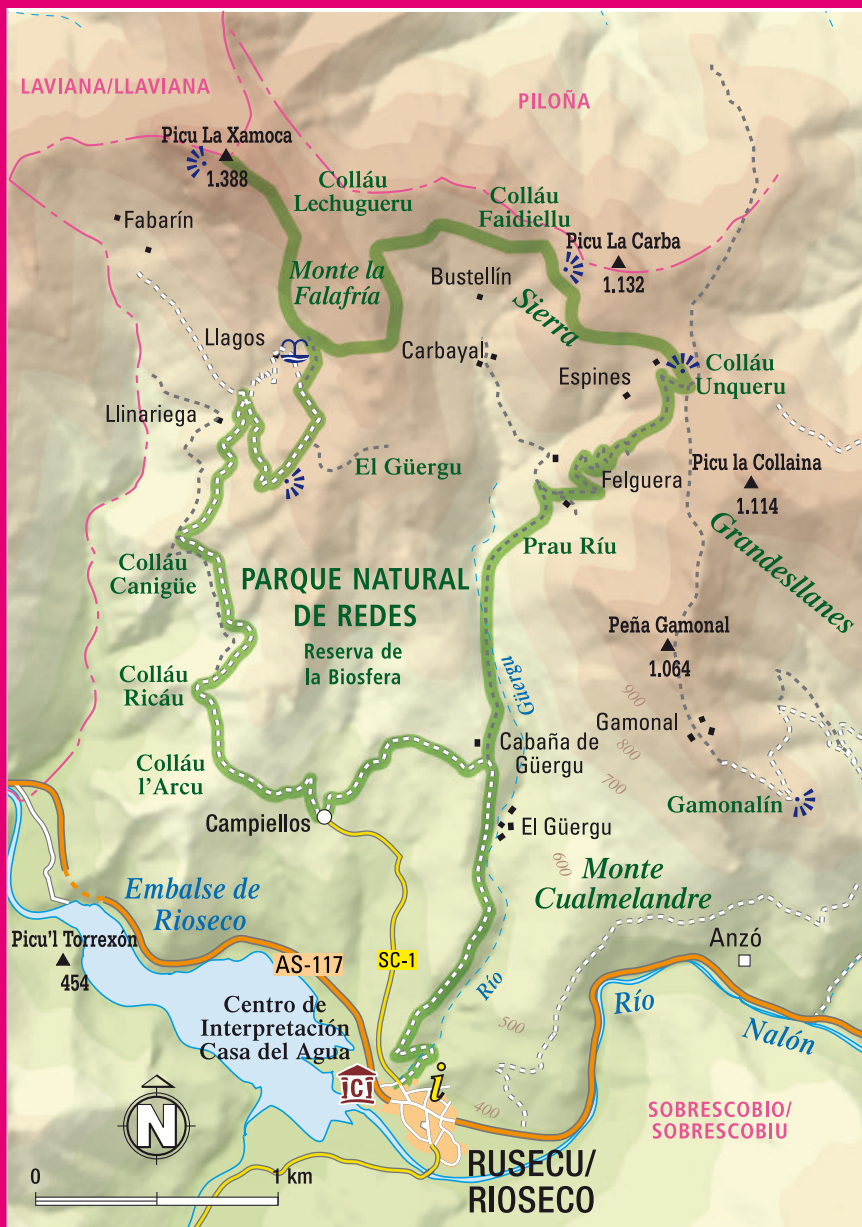 LAVIANA/LLAVIANA
PILOÑA
Picu La Xamoca
1.388
Colláu
Lechugueru
Colláu
Faidiellu
Fabarín
Picu La Carba
1.132
Monte la
Falafría
Bustellín
Sierra
Llagos
Carbayal
Espines
Colláu
Unqueru
Llinariega
El Güergu
Felguera
Picu la Collaina
1.114
Grandesllanes
Prau Ríu
Colláu
Canigüe
PARQUE NATURAL
DE REDES
Reserva de
la Biosfera
Peña Gamonal
1.064
Colláu
Ricáu
Güergu
900
800
700
600
500
400
Gamonal
Cabaña de
Güergu
Colláu
l'Arcu
Gamonalín
Campiellos
El Güergu
Monte
Cualmelandre
Embalse de
Rioseco
Picu'l Torrexón
454
AS-117
SC-1
Anzó
Río
Río
Nalón
Centro de
Interpretación
Casa del Agua
C
i
N
SOBRESCOBIO/
SOBRESCOBIU
RUSECU/
RIOSECO
0
1 km